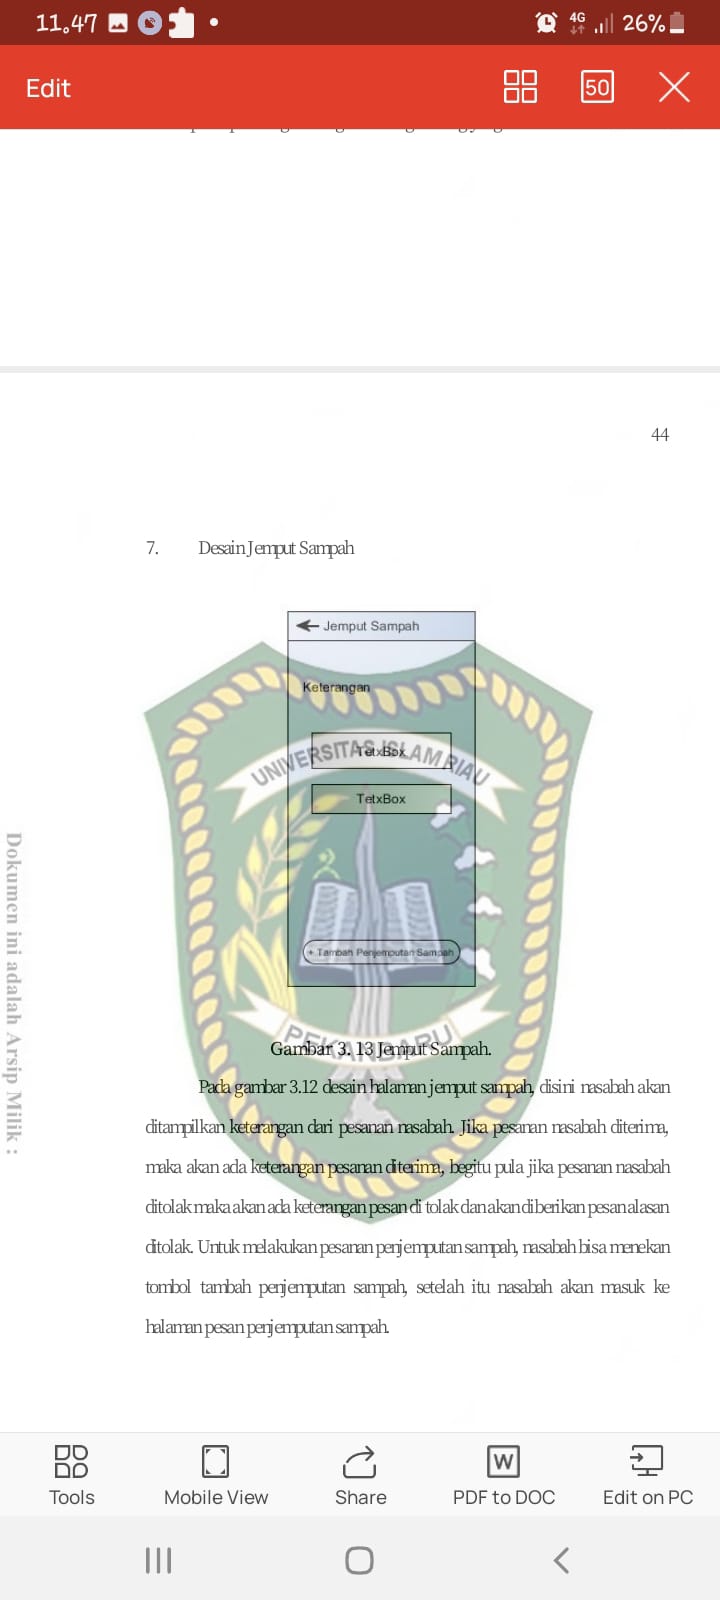 11.47 4G 26%
Edit 50
44
7. Desain Jemput Sampah
Jemput Sampah
Keterangan
UNIVERSITAS ISLAM RIAU
TetxBox
TetxBox
+ Tambah Penjemputan Sampah
PEKANBARU
Gambar 3. 13 Jemput Sampah.
Pada gambar 3.12 desain halaman jemput sampah, disini nasabah akan
ditampilkan keterangan dari pesanan nasabah. Jika pesanan nasabah diterima,
maka akan ada keterangan pesanan diterima, begitu pula jika pesanan nasabah
ditolak maka akan ada keterangan pesan di tolak dan akan diberikan pesan alasan
ditolak. Untuk melakukan pesanan penjemputan sampah, nasabah bisa menekan
tombol tambah penjemputan sampah, setelah itu nasabah akan masuk ke
halaman pesan penjemputan sampah.
Dokumen ini adalah Arsip Milik :
Tools Mobile View Share PDF to DOC Edit on PC
W